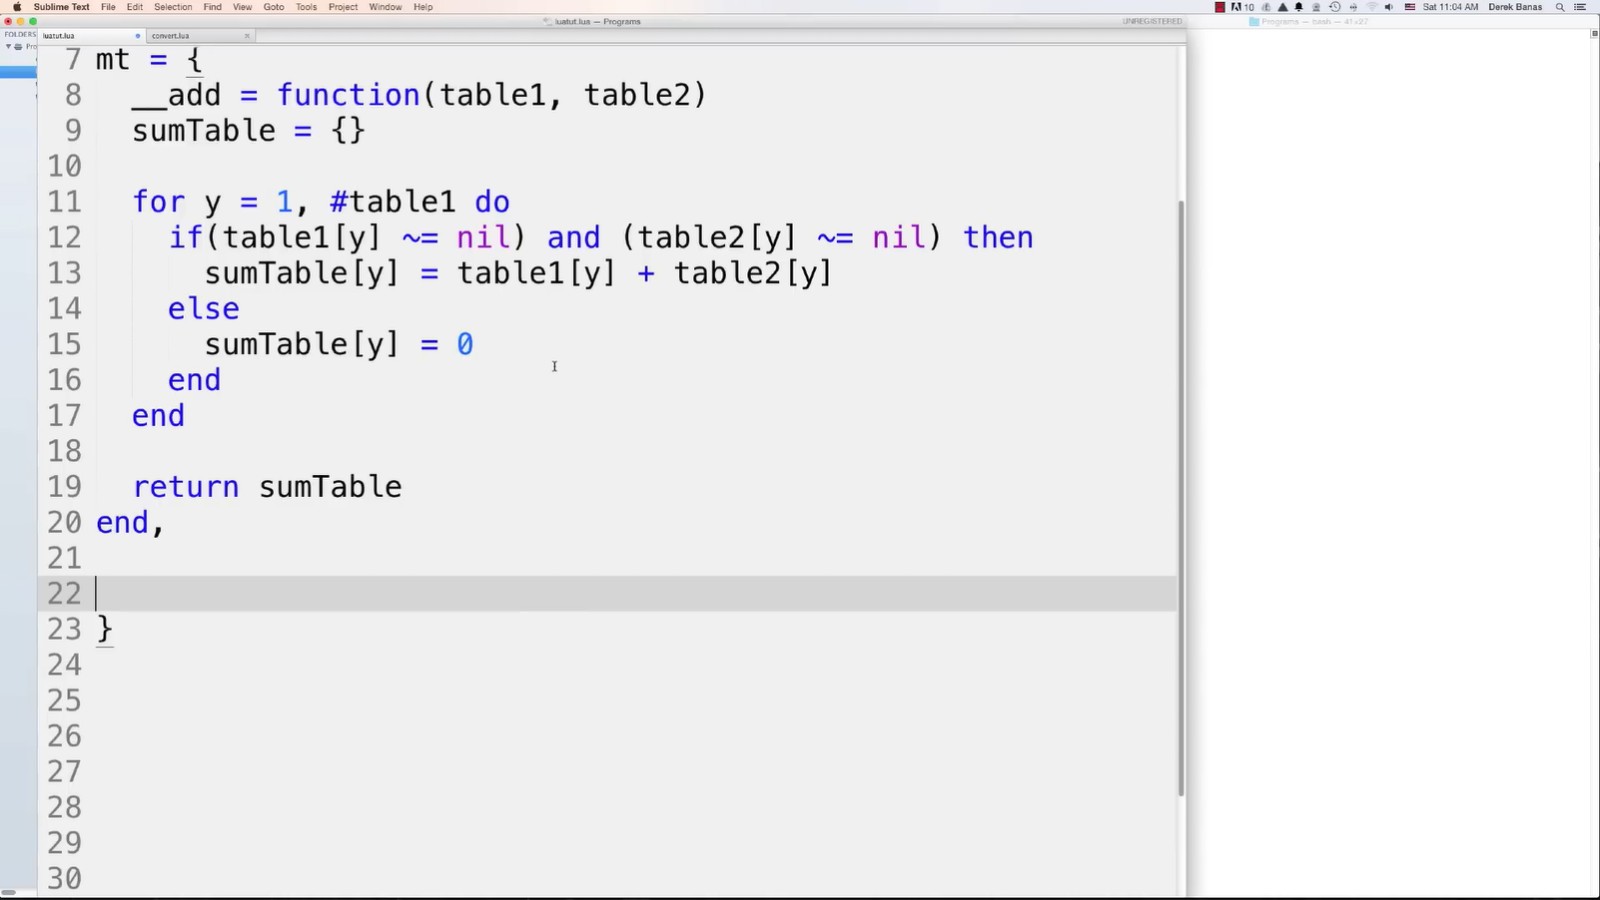 Sublime Text File Edit Selection Find View Goto Tools Project Window Help 10 Sat 11:04 AM Derek Banas
luatut.lua — Programs UNREGISTERED Programs — bash — 41×27
FOLDERS luatut.lua convert.lua
7 mt = {
8 __add = function(table1, table2)
9 sumTable = {}
10
11 for y = 1, #table1 do
12 if(table1[y] ~= nil) and (table2[y] ~= nil) then
13 sumTable[y] = table1[y] + table2[y]
14 else
15 sumTable[y] = 0
16 end
17 end
18
19 return sumTable
20 end,
21
22
23 }
24
25
26
27
28
29
30